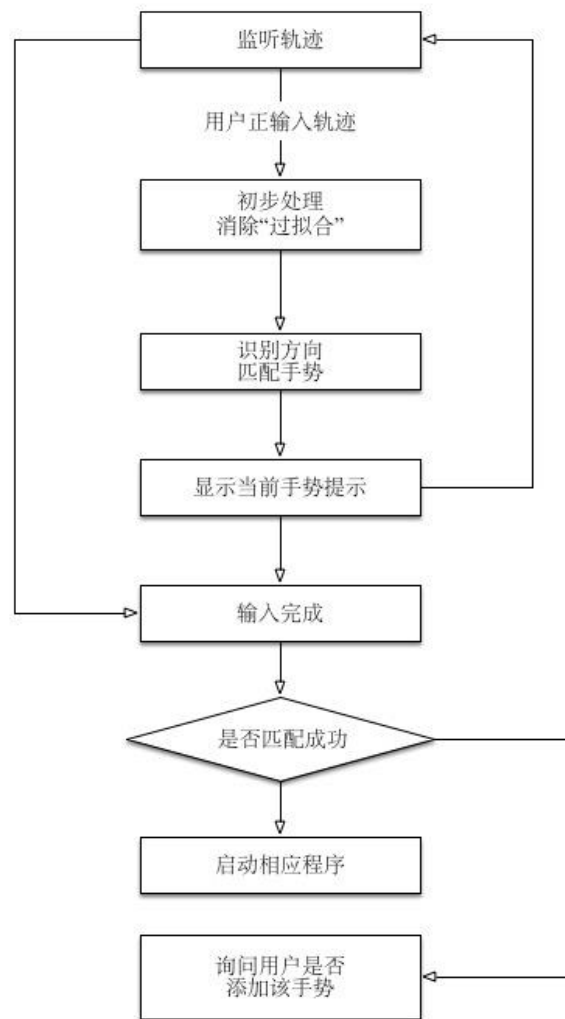 监听轨迹
用户正输入轨迹
初步处理
消除“过拟合”
识别方向
匹配手势
显示当前手势提示
输入完成
是否匹配成功
启动相应程序
询问用户是否
添加该手势